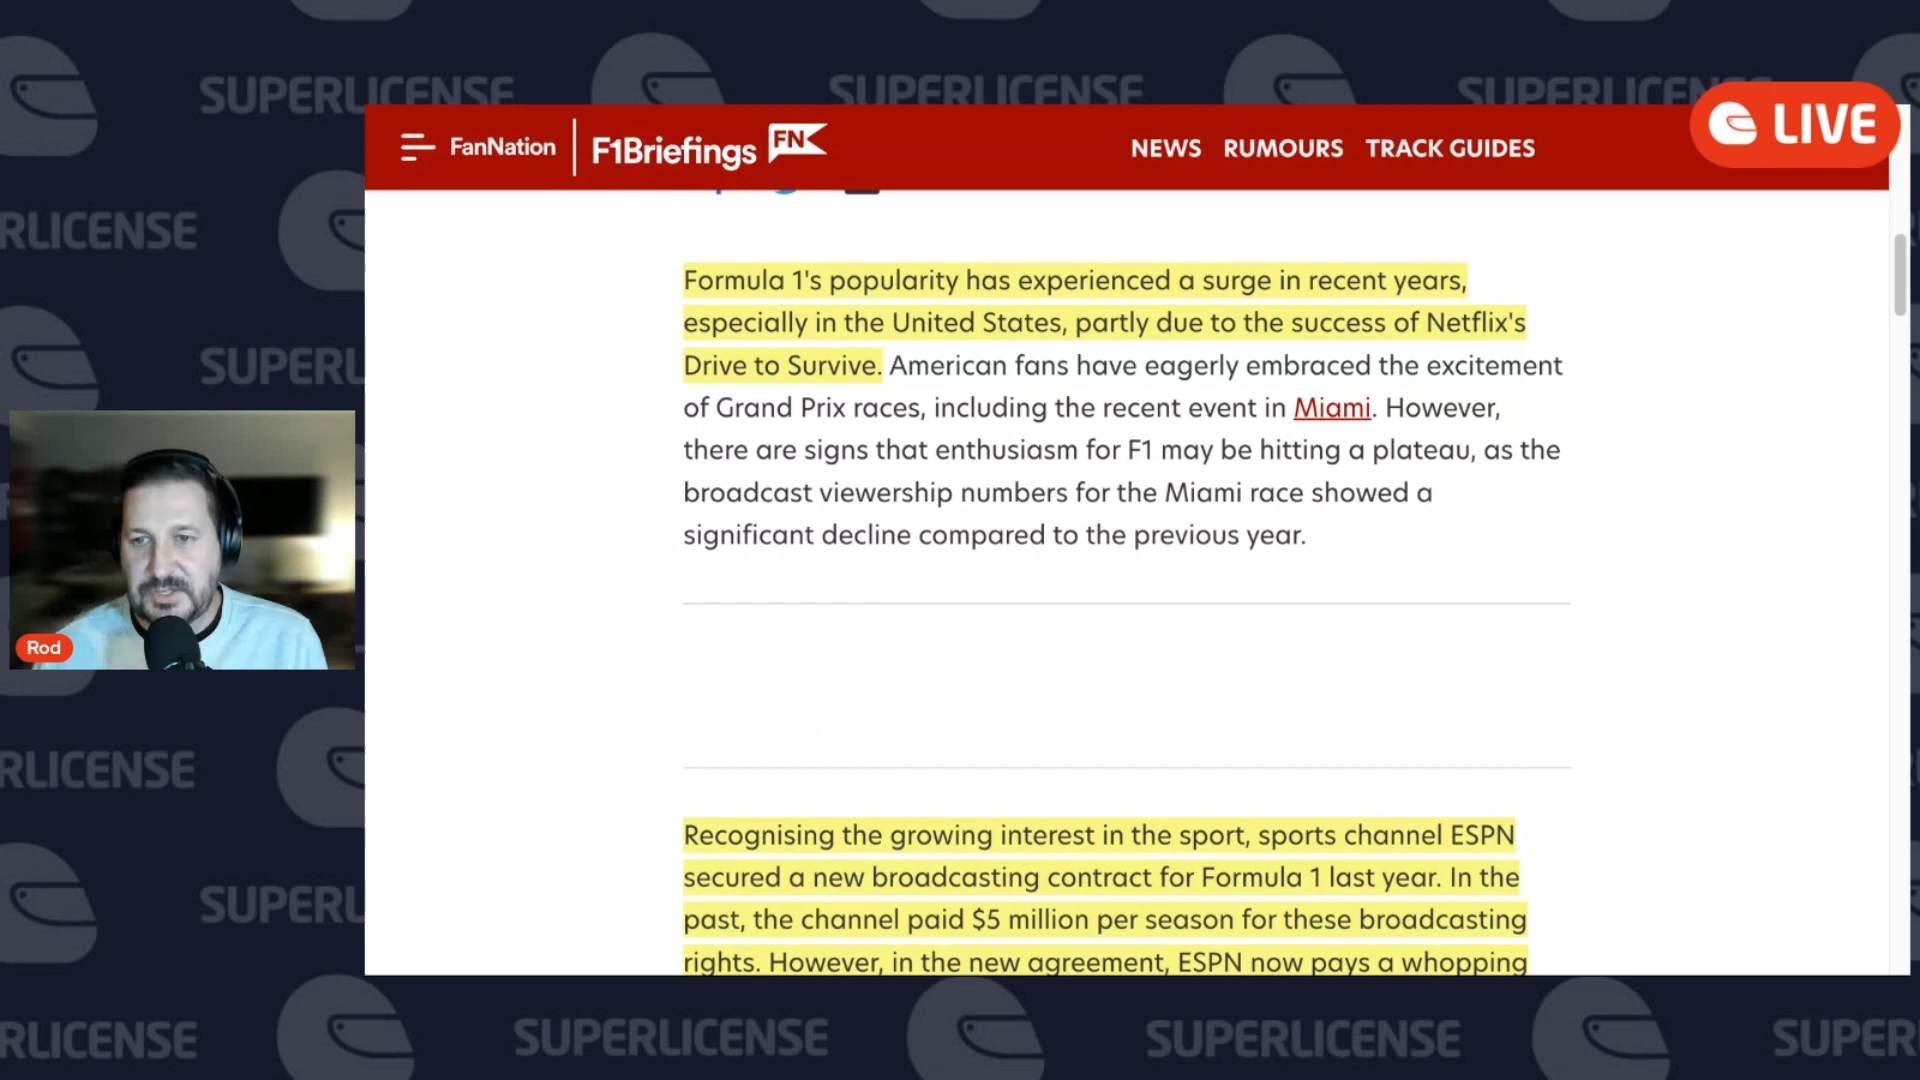 SUPERLICENSE SUPERLICENSE SUPERLICENSE
LIVE
FanNation F1Briefings FN NEWS RUMOURS TRACK GUIDES
RLICENSE
SUPERL
Formula 1's popularity has experienced a surge in recent years,
especially in the United States, partly due to the success of Netflix's
Drive to Survive. American fans have eagerly embraced the excitement
of Grand Prix races, including the recent event in Miami. However,
there are signs that enthusiasm for F1 may be hitting a plateau, as the
broadcast viewership numbers for the Miami race showed a
significant decline compared to the previous year.
Rod
RLICENSE
Recognising the growing interest in the sport, sports channel ESPN
secured a new broadcasting contract for Formula 1 last year. In the
SUPERL
past, the channel paid $5 million per season for these broadcasting
rights. However, in the new agreement, ESPN now pays a whopping
RLICENSE SUPERLICENSE SUPERLICENSE SUPER